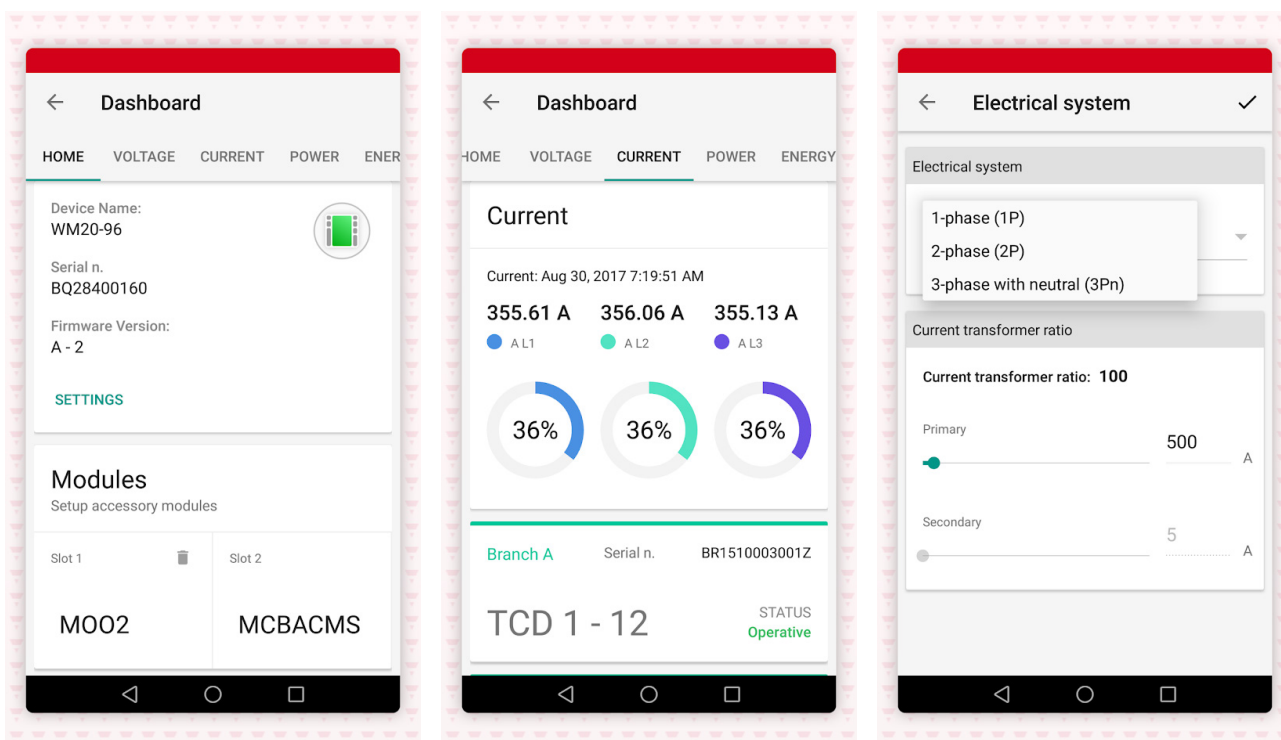 Dashboard
HOME VOLTAGE CURRENT POWER ENER
Device Name:
WM20-96
Serial n.
BQ28400160
Firmware Version:
A - 2
SETTINGS
Modules
Setup accessory modules
Slot 1 Slot 2
MOO2 MCBACMS
Dashboard
HOME VOLTAGE CURRENT POWER ENERGY
Current
Current: Aug 30, 2017 7:19:51 AM
355.61 A 356.06 A 355.13 A
A L1 A L2 A L3
36% 36% 36%
Branch A Serial n. BR1510003001Z
TCD 1 - 12
STATUS
Operative
Electrical system
Electrical system
1-phase (1P)
2-phase (2P)
3-phase with neutral (3Pn)
Current transformer ratio
Current transformer ratio: 100
Primary
500 A
Secondary
5 A